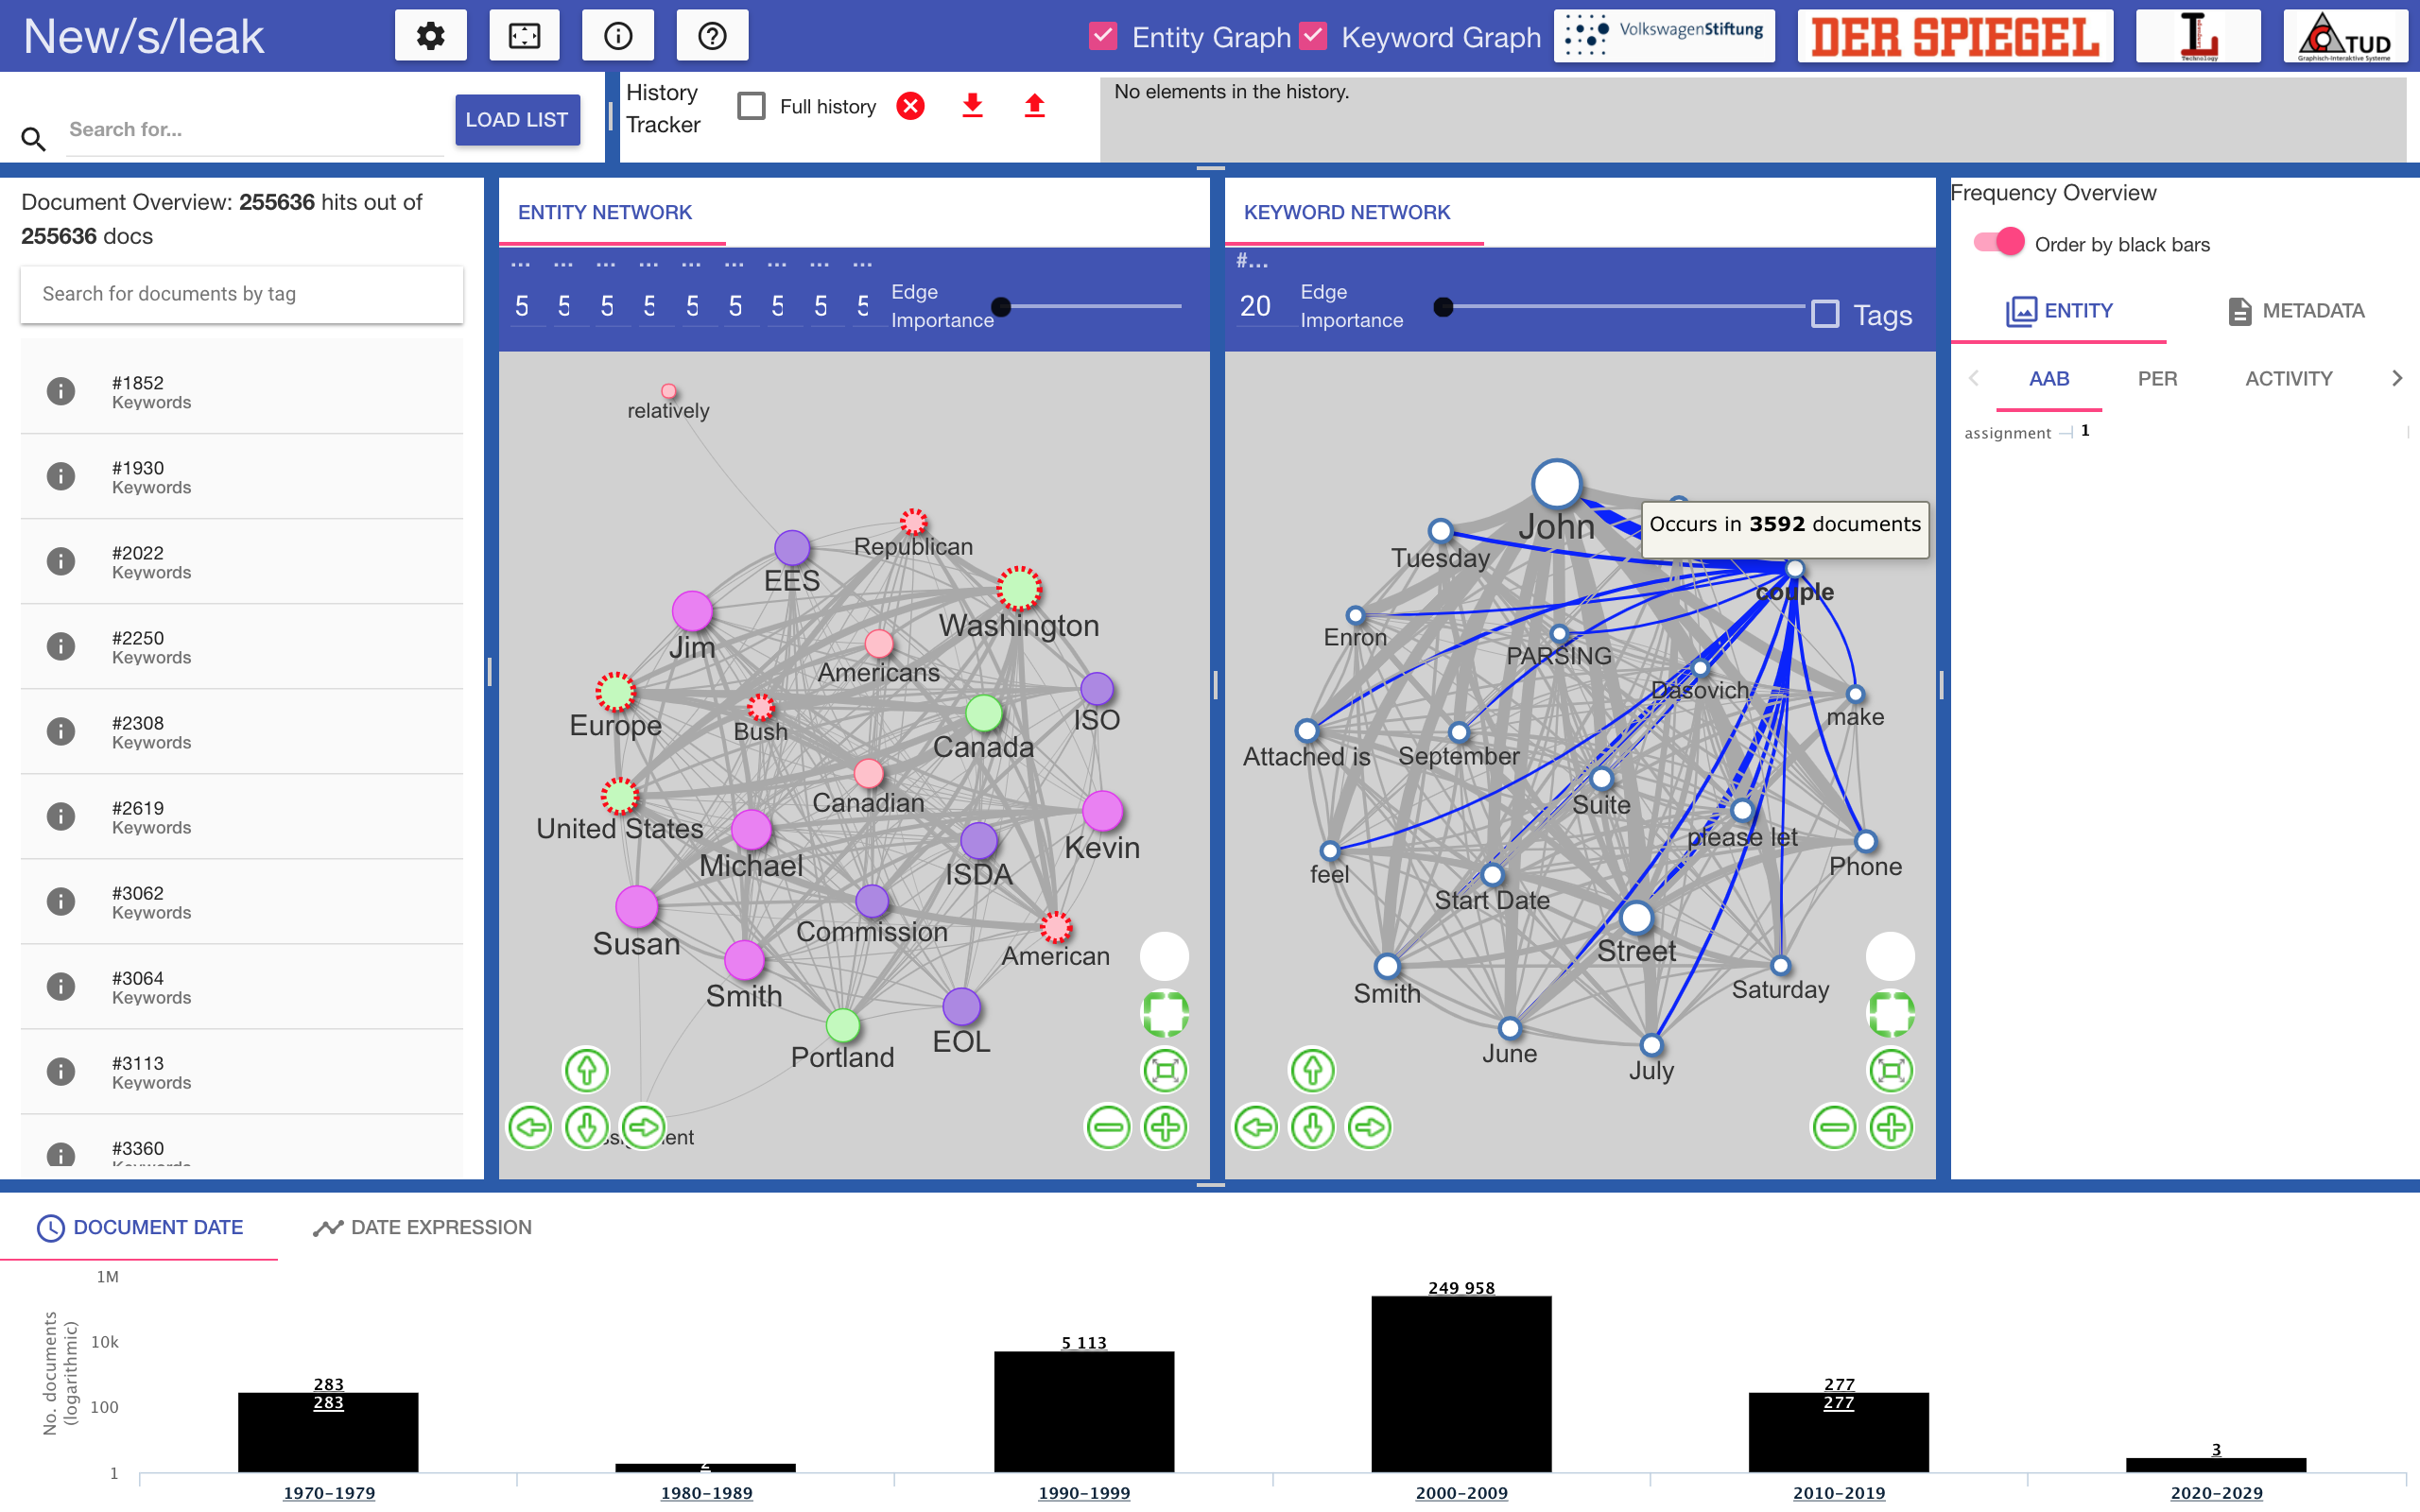 New/s/leak
Entity Graph
Keyword Graph
VolkswagenStiftung
DER SPIEGEL
L
Technology
TUD
Graphisch-Interaktive Systeme
Search for...
LOAD LIST
History
Tracker
Full history
No elements in the history.
Document Overview: 255636 hits out of
255636 docs
Search for documents by tag
#1852
Keywords
#1930
Keywords
#2022
Keywords
#2250
Keywords
#2308
Keywords
#2619
Keywords
#3062
Keywords
#3064
Keywords
#3113
Keywords
#3360
Keywords
ENTITY NETWORK
... ... ... ... ... ... ... ... ...
5 5 5 5 5 5 5 5 5
Edge
Importance
relatively
Republican
EES
Washington
Jim
Americans
Europe
Bush
ISO
Canada
Canadian
United States
Michael
Kevin
ISDA
Commission
Susan
American
Smith
EOL
Portland
KEYWORD NETWORK
#...
20
Edge
Importance
Tags
John
Occurs in 3592 documents
Tuesday
couple
Enron
PARSING
Dasovich
make
Attached is
September
Suite
please let
Phone
feel
Start Date
Street
Smith
Saturday
June
July
Frequency Overview
Order by black bars
ENTITY
METADATA
AAB
PER
ACTIVITY
assignment 1
DOCUMENT DATE
DATE EXPRESSION
No. documents
(logarithmic)
1M
10k
100
1
283
283
2
5 113
249 958
277
277
3
1970-1979
1980-1989
1990-1999
2000-2009
2010-2019
2020-2029